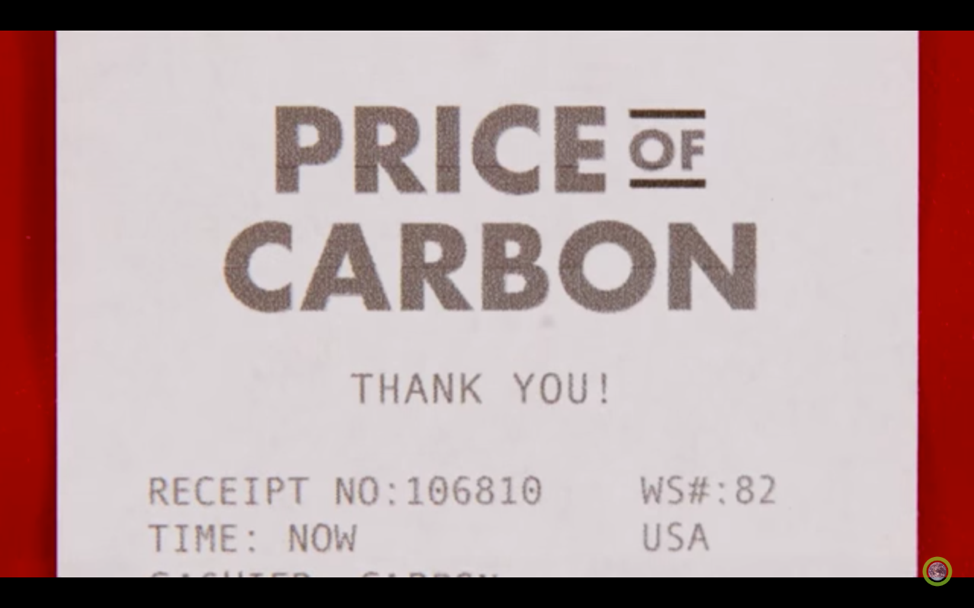 PRICE OF
CARBON
THANK YOU!
RECEIPT NO:106810 WS#:82
TIME: NOW USA